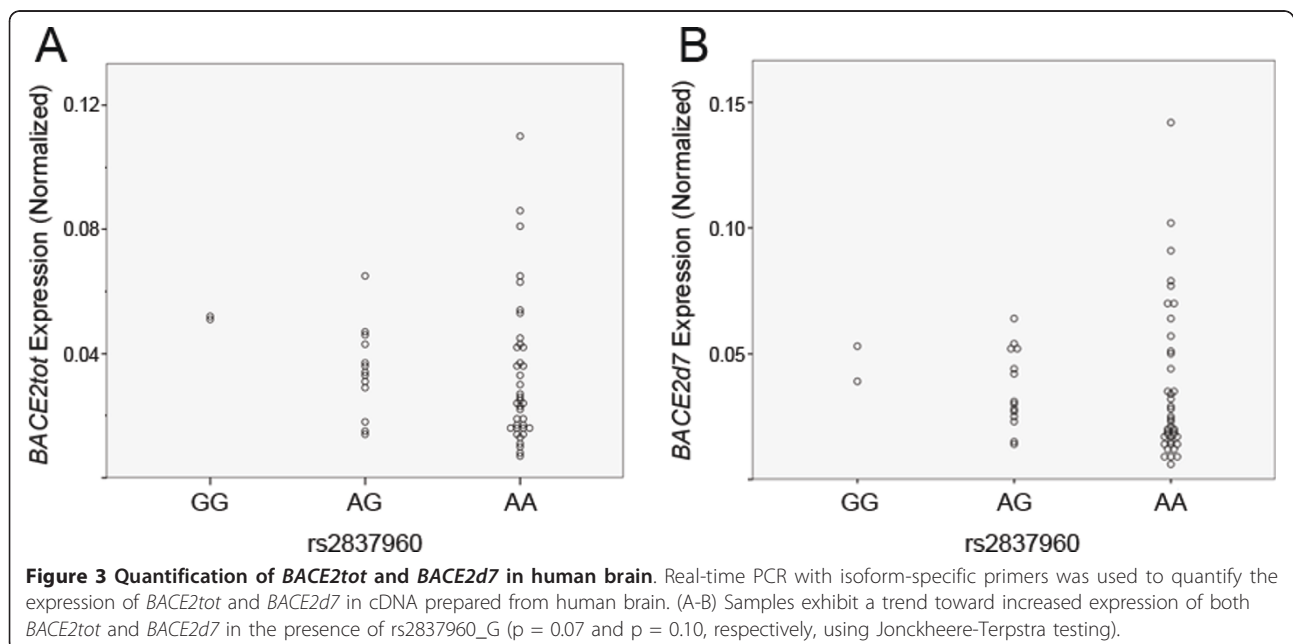 A
B
BACE2tot Expression (Normalized)
0.12
0.08
0.04
GG
AG
AA
rs2837960
BACE2d7 Expression (Normalized)
0.15
0.10
0.05
GG
AG
AA
rs2837960
Figure 3 Quantification of BACE2tot and BACE2d7 in human brain. Real-time PCR with isoform-specific primers was used to quantify the
expression of BACE2tot and BACE2d7 in cDNA prepared from human brain. (A-B) Samples exhibit a trend toward increased expression of both
BACE2tot and BACE2d7 in the presence of rs2837960_G (p = 0.07 and p = 0.10, respectively, using Jonckheere-Terpstra testing).